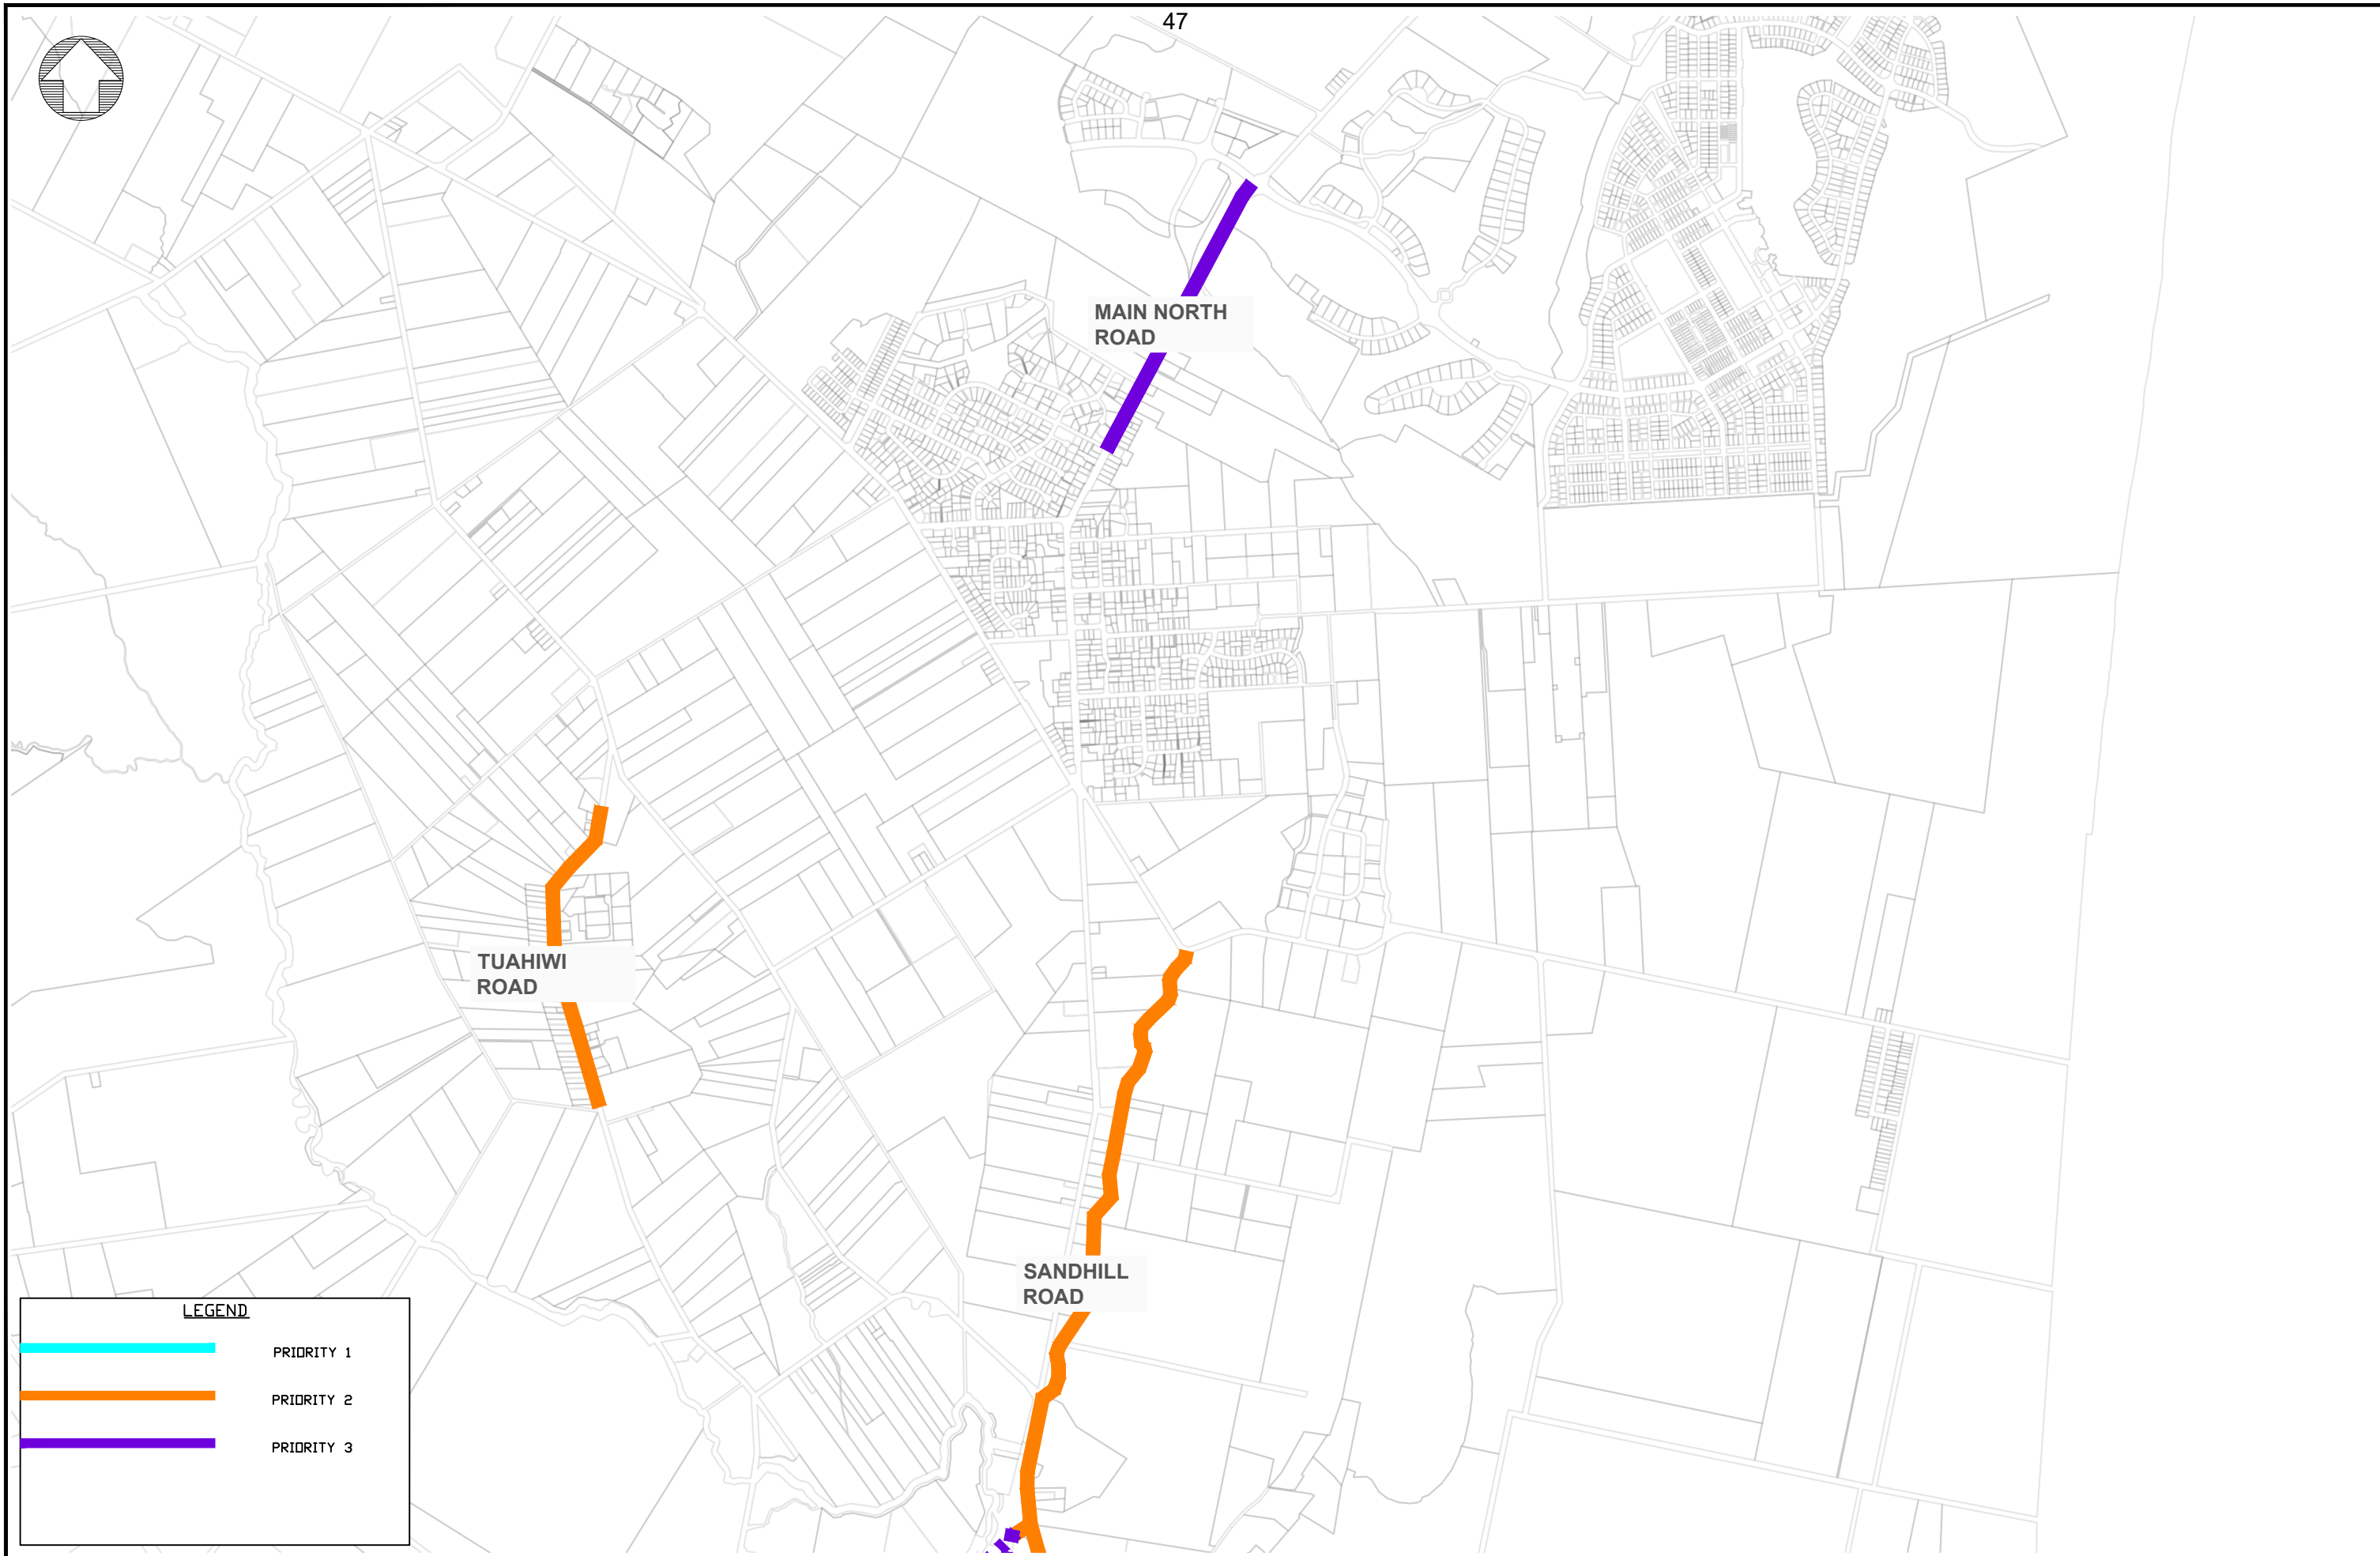 47
MAIN NORTH
ROAD
TUAHIWI
ROAD
SANDHILL
ROAD
LEGEND
PRIORITY 1
PRIORITY 2
PRIORITY 3